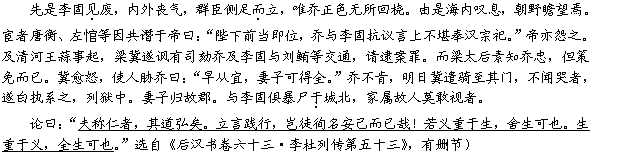 先是李固见废，内外丧气，群臣侧足而立，唯乔正色无所回桡。由是海内叹息，朝野瞻望焉。
宦者唐衡、左悺等因共潜于帝曰：“陛下前当即位，乔与李固抗议言上不堪奉汉宗祀。”帝亦怨之。
及清河王蒜事起，梁冀遂讽有司劾乔及李固与刘鲔等交通，请逮案罪。而梁太后素知乔忠，但策
免而已。冀愈怒，使人胁乔曰：“早从宜，妻子可得全。”乔不肯，明日冀遣骑至其门，不闻哭者，
遂白执系之，列狱中。妻子归故郡。与李固俱暴尸于城北，家属故人莫敢视者。
论曰：“夫称仁者，其道弘矣。立言践行，岂徒徇名安己而已哉！若义重于生，舍生可也。生
重于义，全生可也。”选自《后汉书卷六十三·李杜列传第五十三》，有删节）